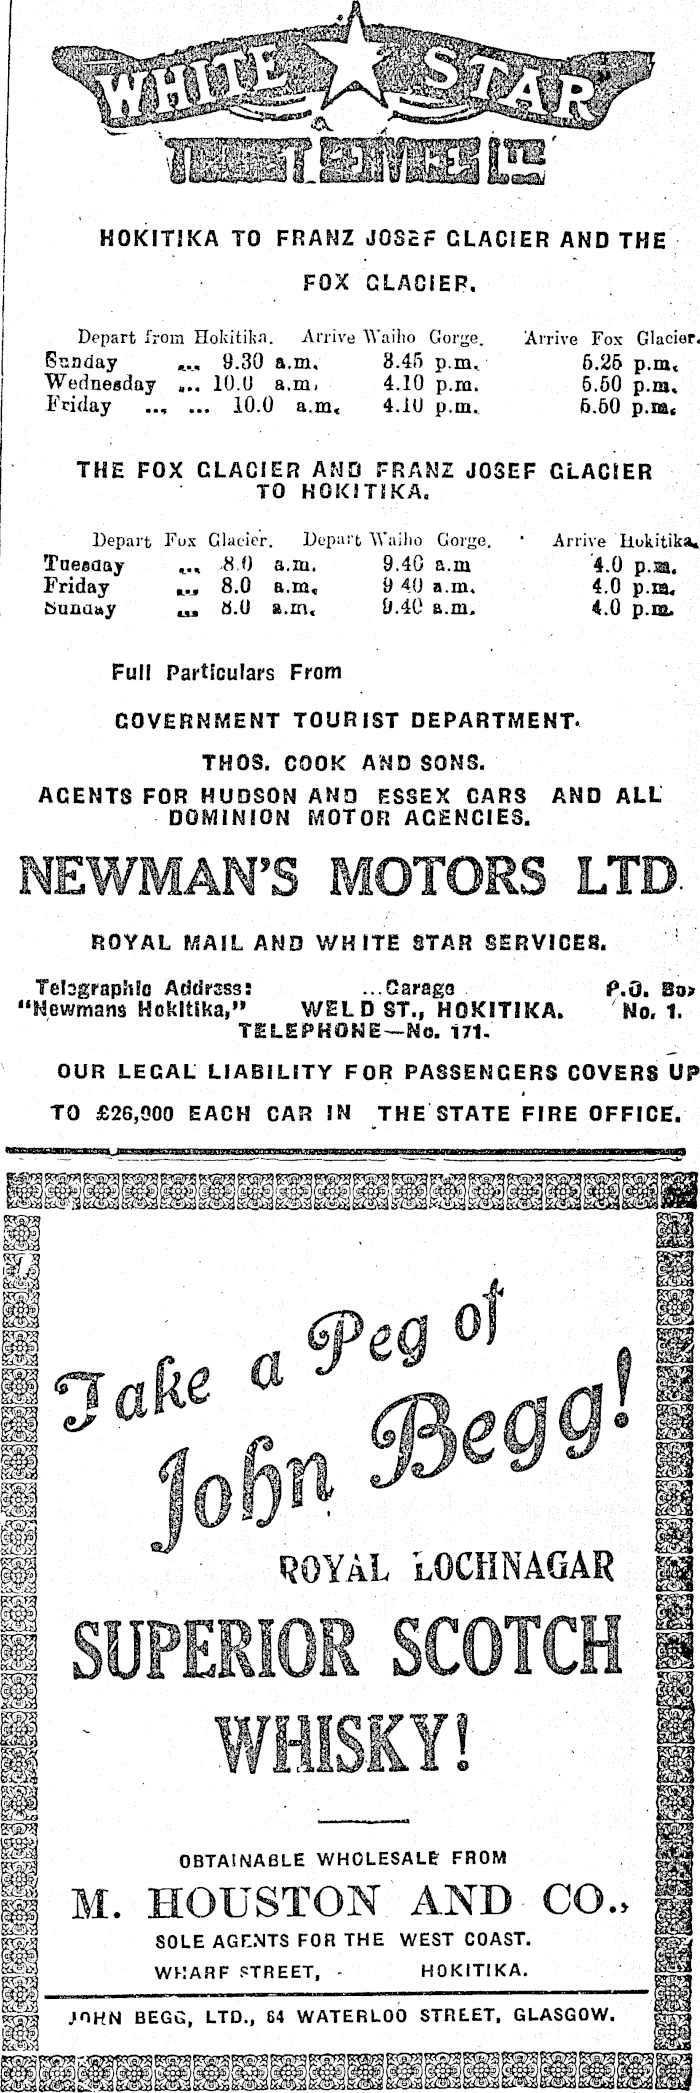 WHITE STAR
HOKITIKA TO FRANZ JOSEF GLACIER AND THE
FOX GLACIER.
Depart from Hokitika. Arrive Waiho Gorge. Arrive Fox Glacier.
Sunday ... 9.30 a.m. 3.45 p.m. 5.25 p.m.
Wednesday ... 10.0 a.m. 4.10 p.m. 5.50 p.m.
Friday ... ... 10.0 a.m. 4.10 p.m. 5.50 p.m.
THE FOX GLACIER AND FRANZ JOSEF GLACIER
TO HOKITIKA.
Depart Fox Glacier. Depart Waiho Gorge. Arrive Hokitika.
Tuesday ... 8.0 a.m. 9.40 a.m 4.0 p.m.
Friday ... 8.0 a.m. 9 40 a.m. 4.0 p.m.
Sunday ... 8.0 a.m. 9.40 a.m. 4.0 p.m.
Full Particulars From
GOVERNMENT TOURIST DEPARTMENT.
THOS. COOK AND SONS.
AGENTS FOR HUDSON AND ESSEX CARS AND ALL
DOMINION MOTOR AGENCIES.
NEWMAN'S MOTORS LTD.
ROYAL MAIL AND WHITE STAR SERVICES.
Telegraphic Address: ...Garage P.O. Box
"Newmans Hokitika," WELD ST., HOKITIKA. No. 1.
TELEPHONE—No. 171.
OUR LEGAL LIABILITY FOR PASSENGERS COVERS UP
TO £26,000 EACH CAR IN THE STATE FIRE OFFICE.
Take a Peg of
John Begg!
ROYAL LOCHNAGAR
SUPERIOR SCOTCH
WHISKY!
OBTAINABLE WHOLESALE FROM
M. HOUSTON AND CO.,
SOLE AGENTS FOR THE WEST COAST.
WHARF STREET, - HOKITIKA.
JOHN BEGG, LTD., 64 WATERLOO STREET, GLASGOW.